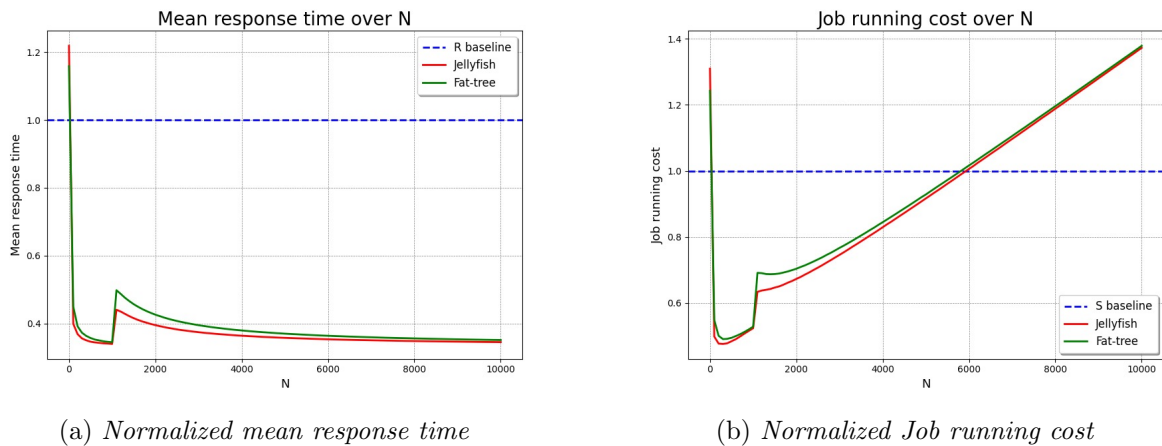 Mean response time over N
1.2
1.0
0.8
0.6
0.4
Mean response time
R baseline
Jellyfish
Fat-tree
0
2000
4000
6000
8000
10000
N
(a) Normalized mean response time
Job running cost over N
1.4
1.2
1.0
0.8
0.6
Job running cost
S baseline
Jellyfish
Fat-tree
0
2000
4000
6000
8000
10000
N
(b) Normalized Job running cost